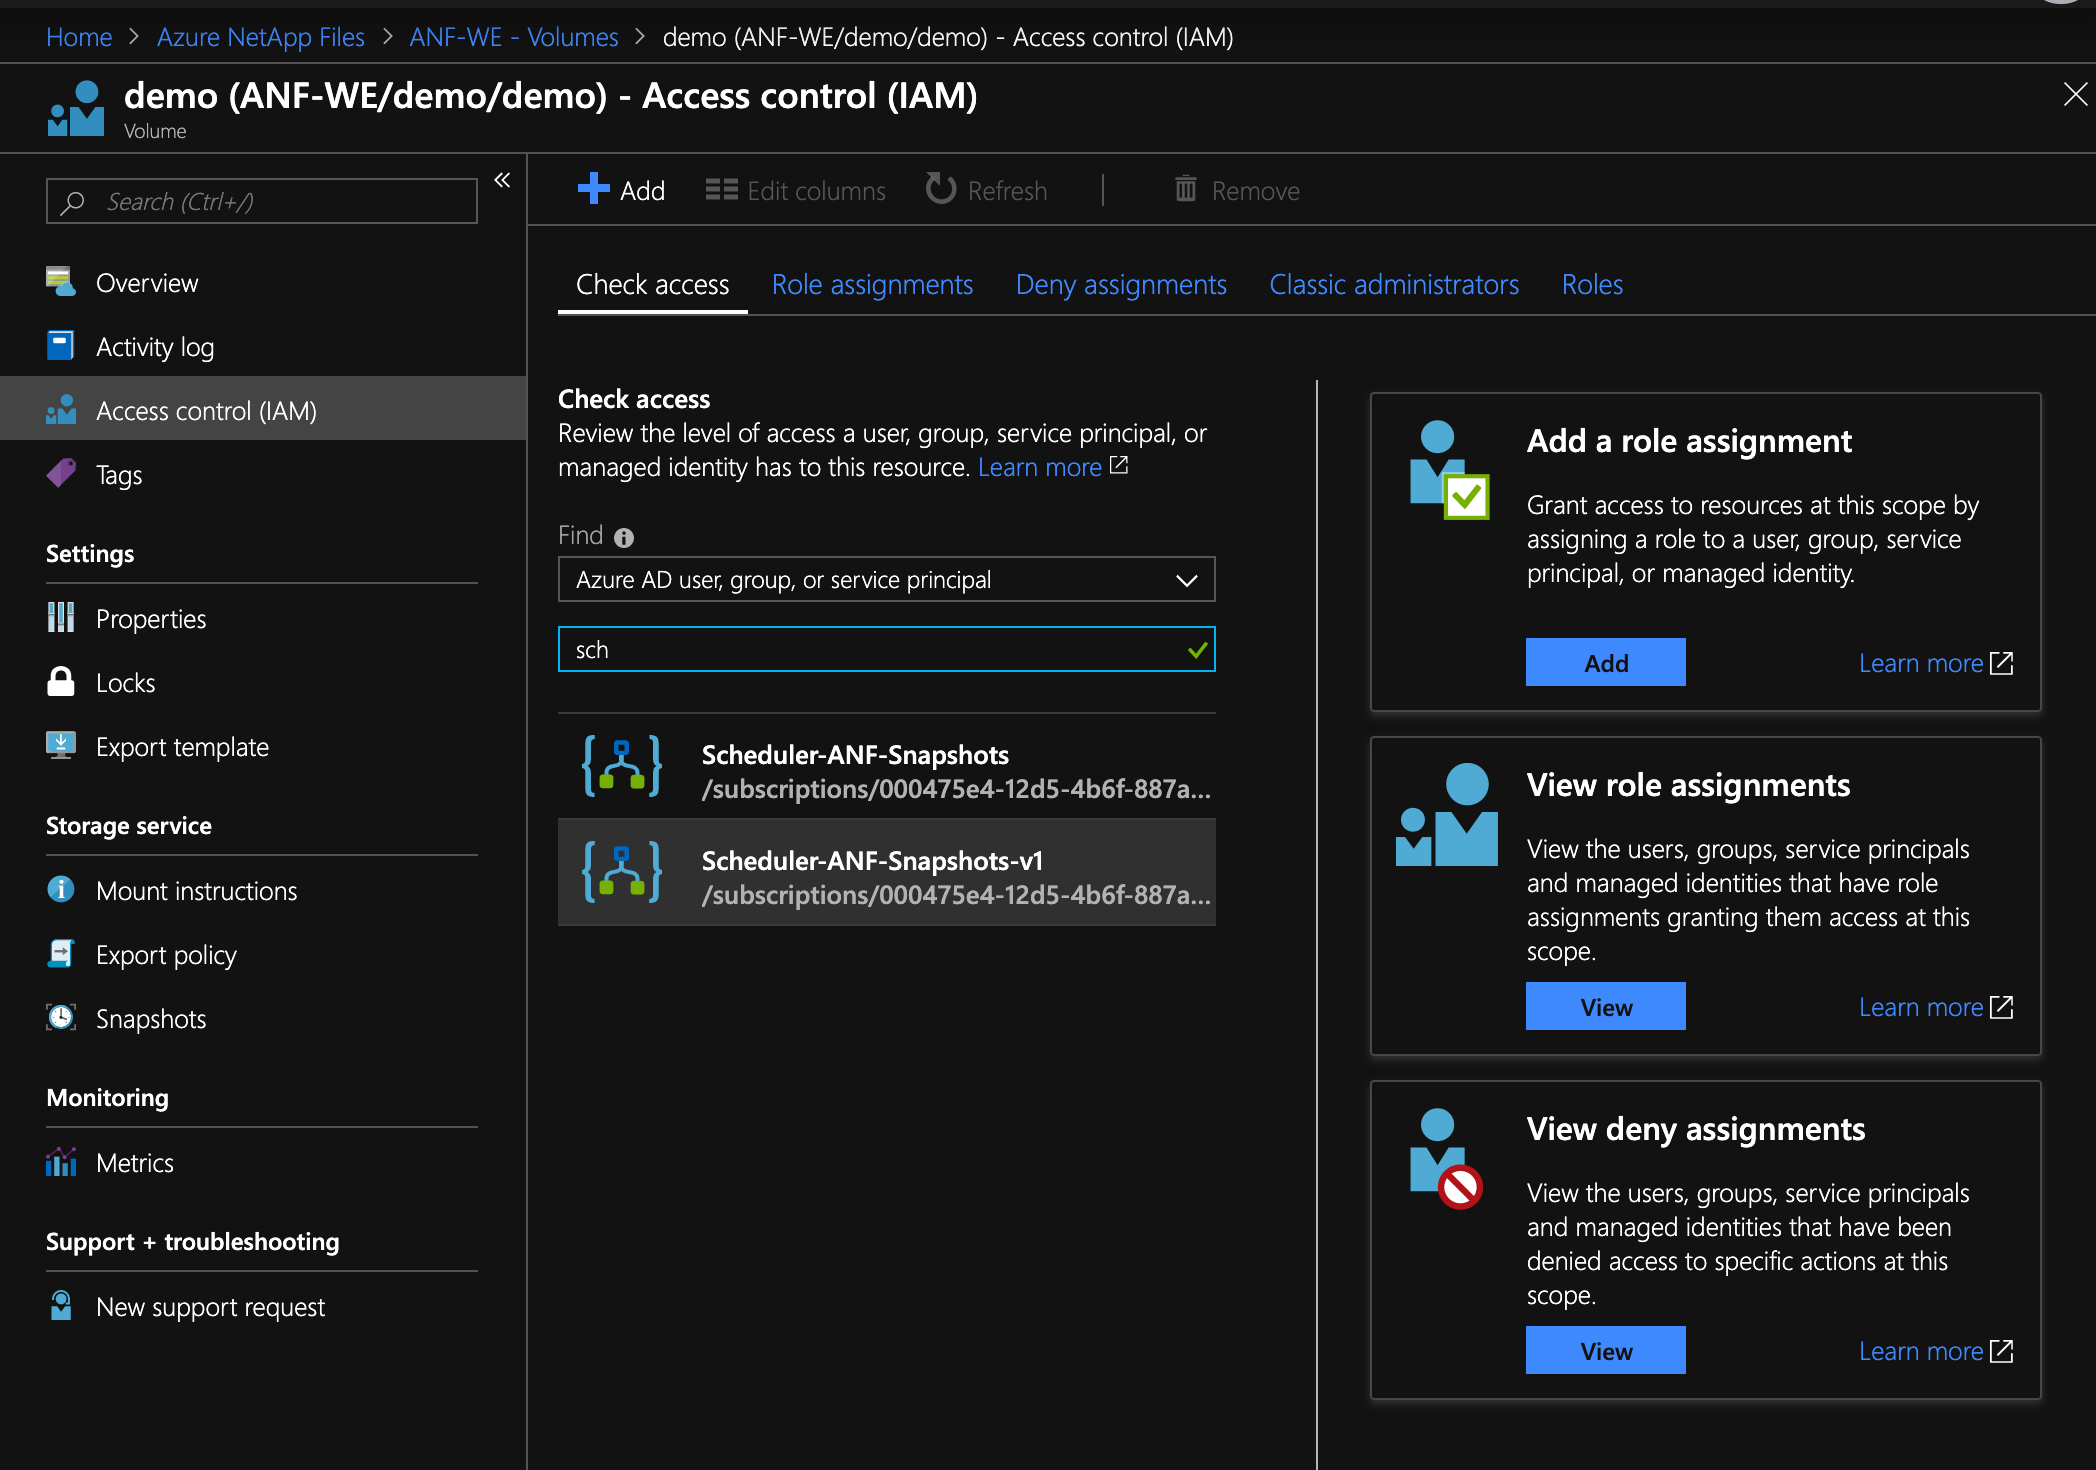 Home > Azure NetApp Files > ANF-WE - Volumes > demo (ANF-WE/demo/demo) - Access control (IAM)
demo (ANF-WE/demo/demo) - Access control (IAM)
Volume
Search (Ctrl+/)
Overview
Activity log
Access control (IAM)
Tags
Settings
Properties
Locks
Export template
Storage service
Mount instructions
Export policy
Snapshots
Monitoring
Metrics
Support + troubleshooting
New support request
Add
Edit columns
Refresh
Remove
Check access
Role assignments
Deny assignments
Classic administrators
Roles
Check access
Review the level of access a user, group, service principal, or
managed identity has to this resource. Learn more
Find
Azure AD user, group, or service principal
sch
Scheduler-ANF-Snapshots
/subscriptions/000475e4-12d5-4b6f-887a...
Scheduler-ANF-Snapshots-v1
/subscriptions/000475e4-12d5-4b6f-887a...
Add a role assignment
Grant access to resources at this scope by
assigning a role to a user, group, service
principal, or managed identity.
Add
Learn more
View role assignments
View the users, groups, service principals
and managed identities that have role
assignments granting them access at this
scope.
View
Learn more
View deny assignments
View the users, groups, service principals
and managed identities that have been
denied access to specific actions at this
scope.
View
Learn more